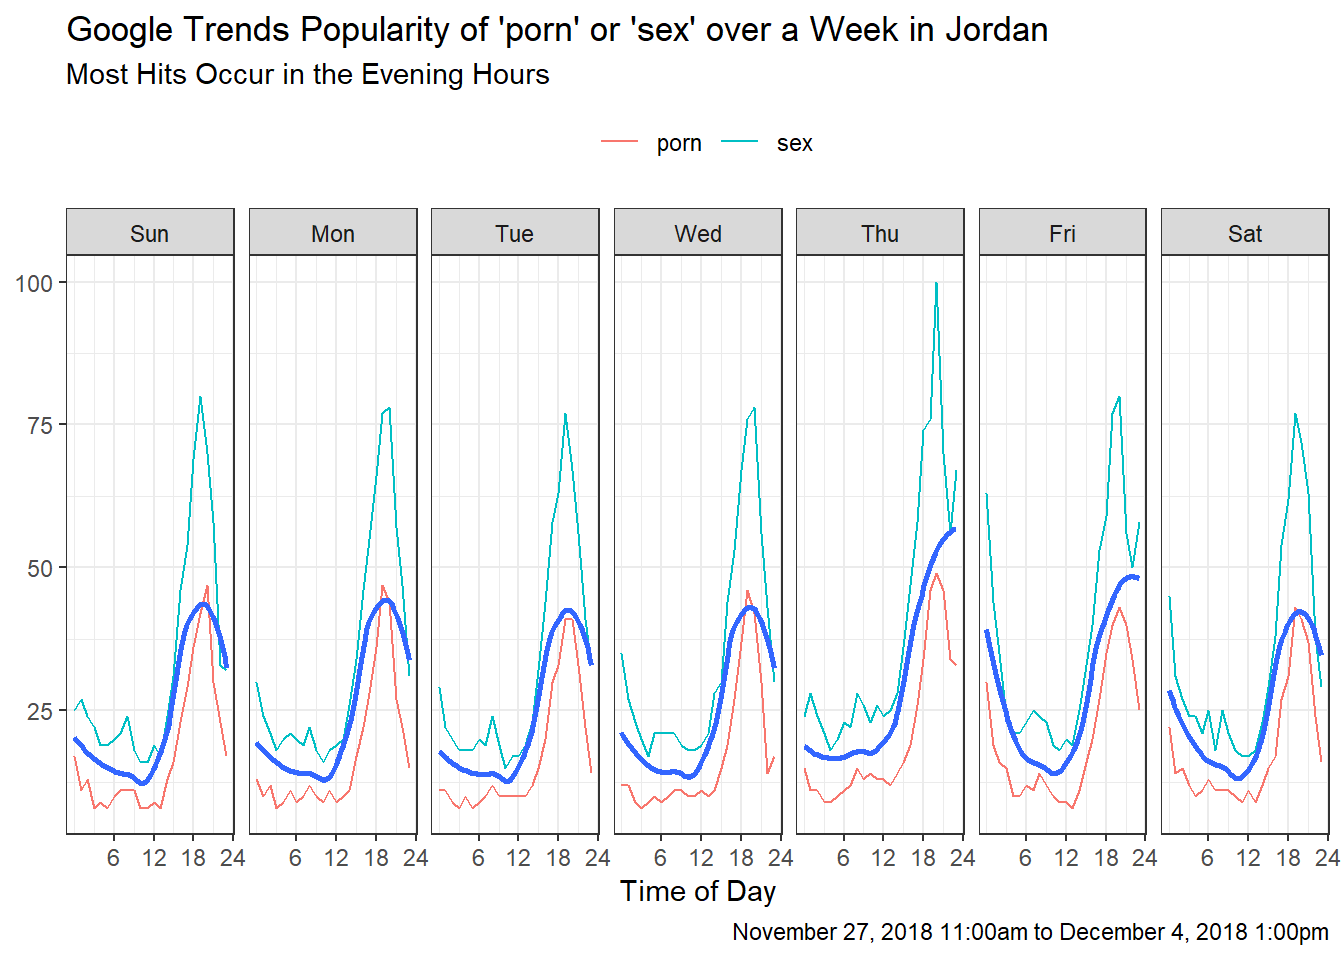 Google Trends Popularity of 'porn' or 'sex' over a Week in Jordan
Most Hits Occur in the Evening Hours
porn sex
Sun Mon Tue Wed Thu Fri Sat
100
75
50
25
6 12 18 24 6 12 18 24 6 12 18 24 6 12 18 24 6 12 18 24 6 12 18 24 6 12 18 24
Time of Day
November 27, 2018 11:00am to December 4, 2018 1:00pm